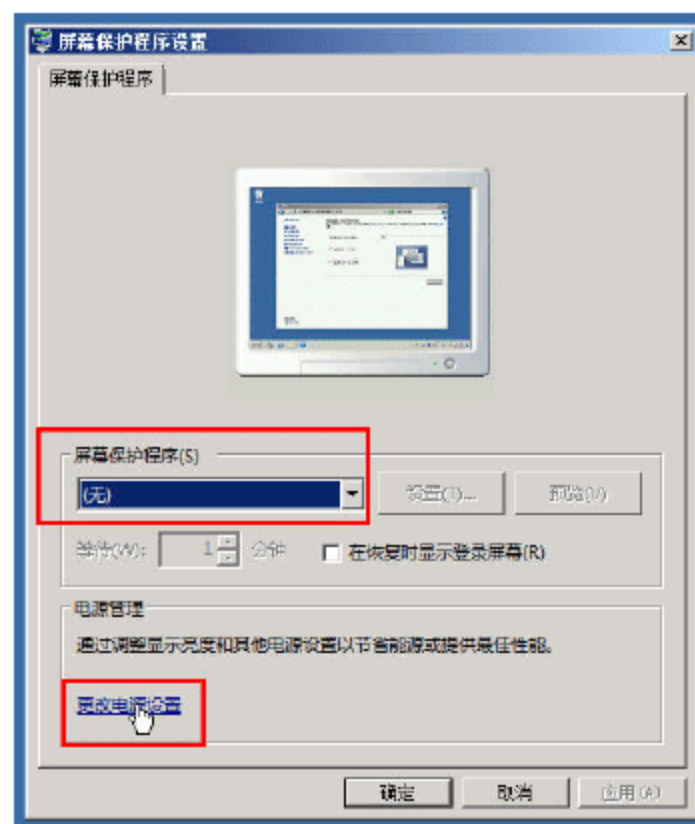 屏幕保护程序设置
屏幕保护程序
屏幕保护程序(S)
(无)
设置(T)...
预览(V)
等待(W):
1
分钟
在恢复时显示登录屏幕(R)
电源管理
通过调整显示亮度和其他电源设置以节省能源或提供最佳性能。
更改电源设置
确定
取消
应用(A)